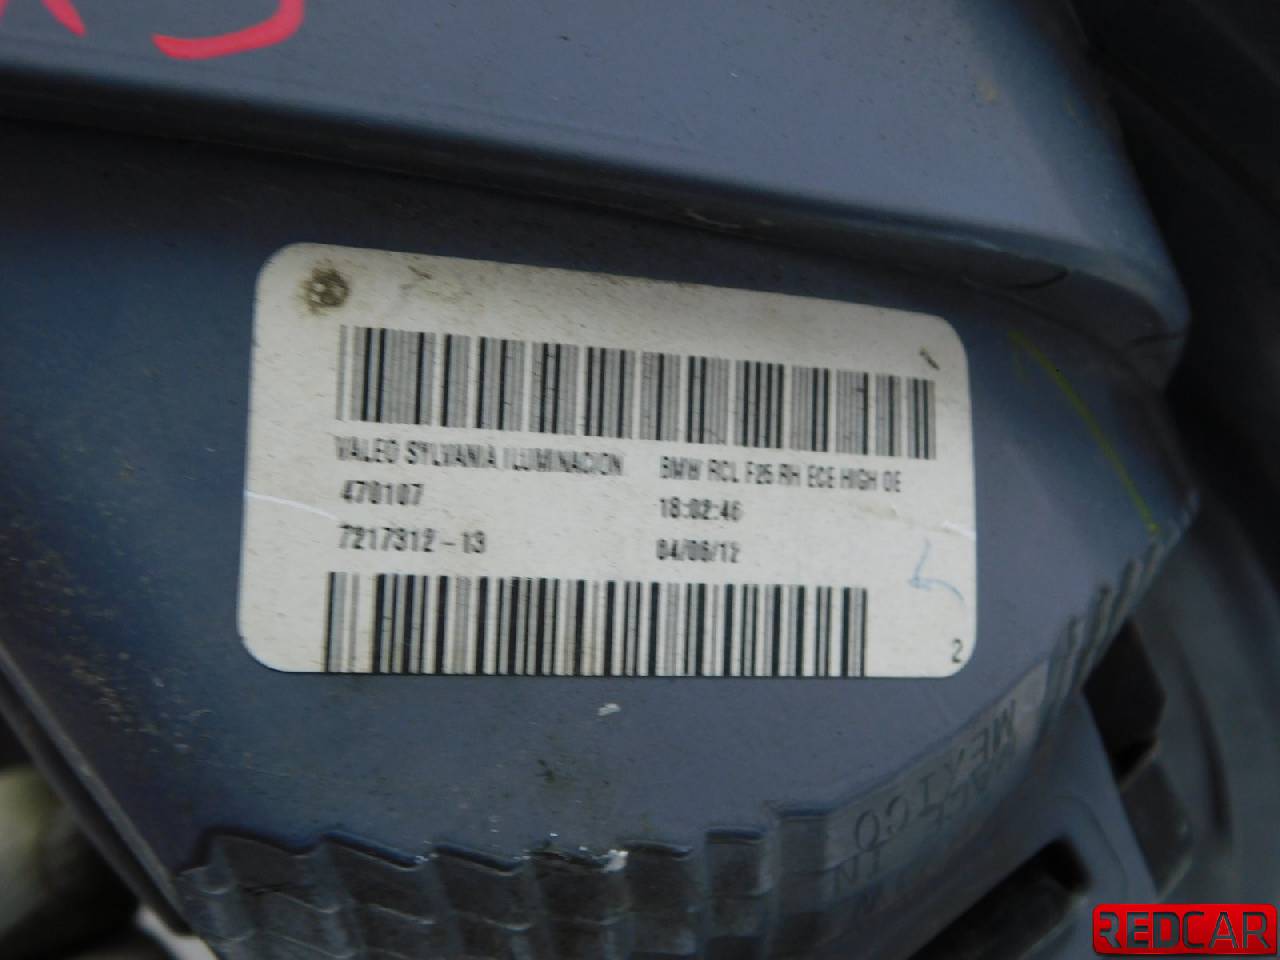 VALEO SYLVANIA ILUMINACION BMW RCL F25 RH ECE HIGH OE
470107 18:02:46
7217312-13 04/06/12
2
MEXICO
IN
REDCAR